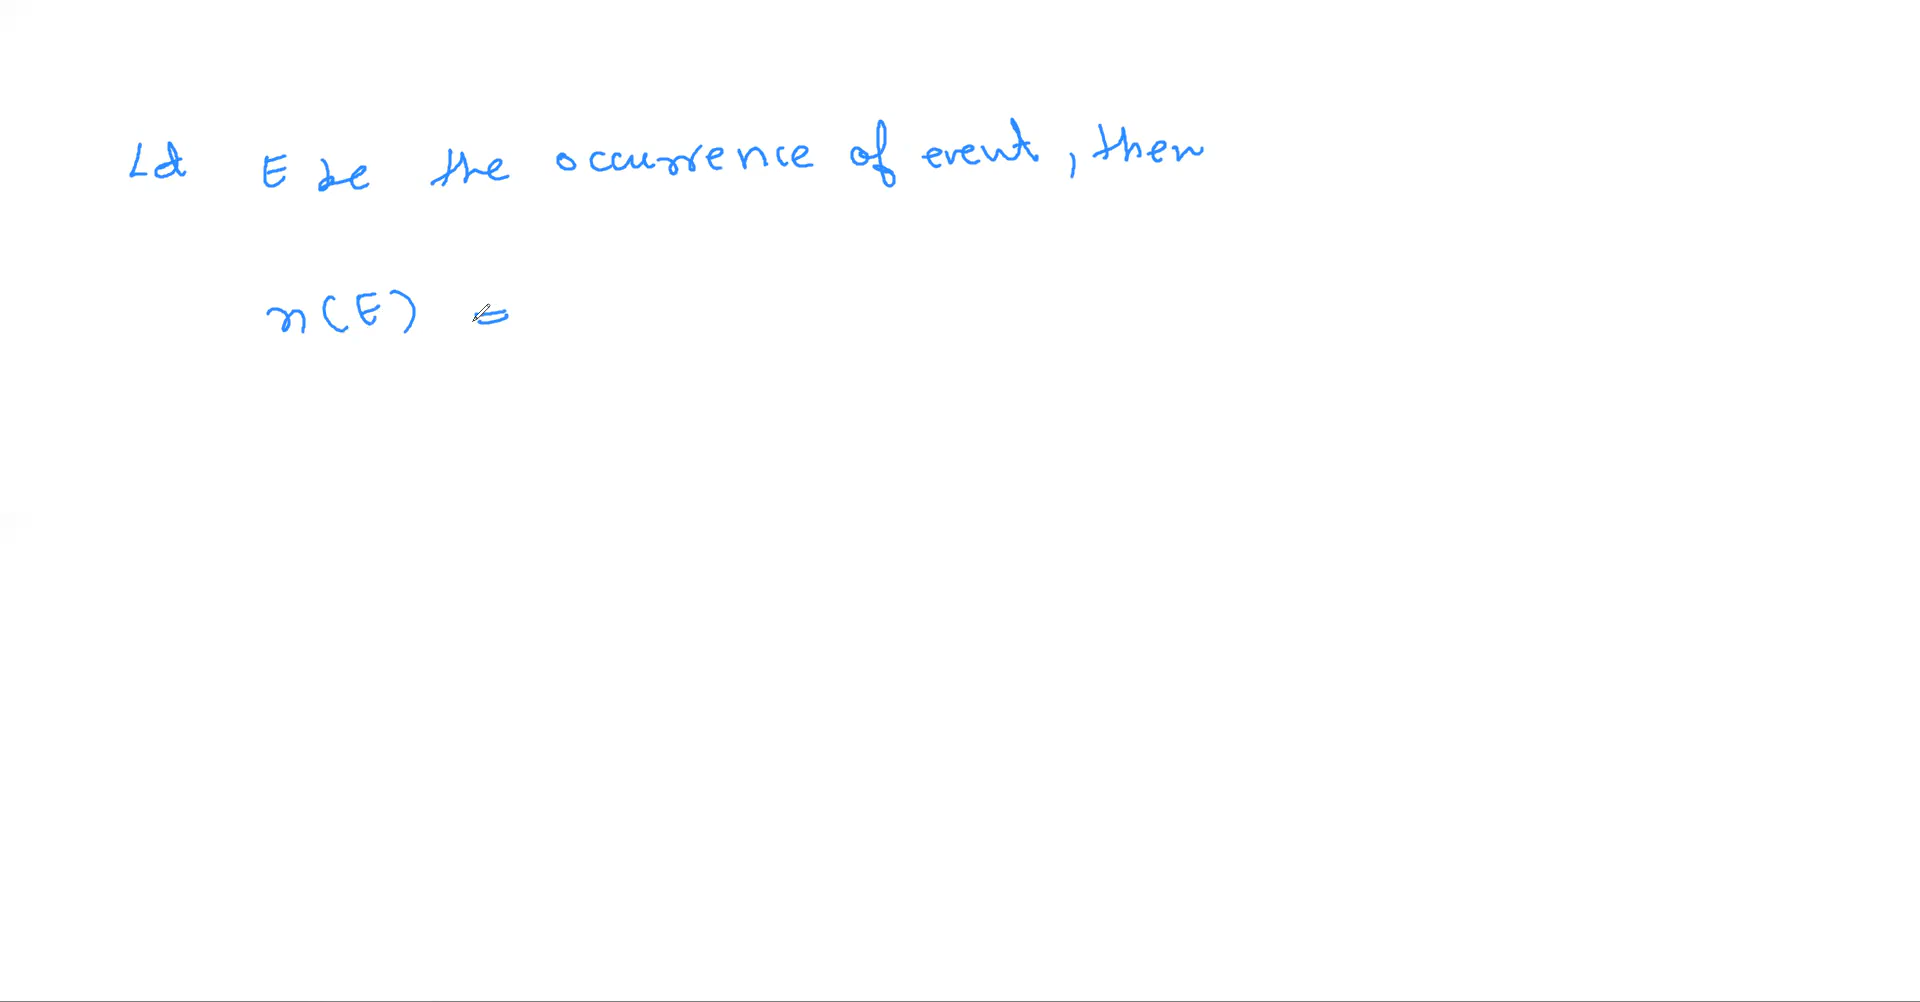 Let E be the occurrence of event, then
n(E) =